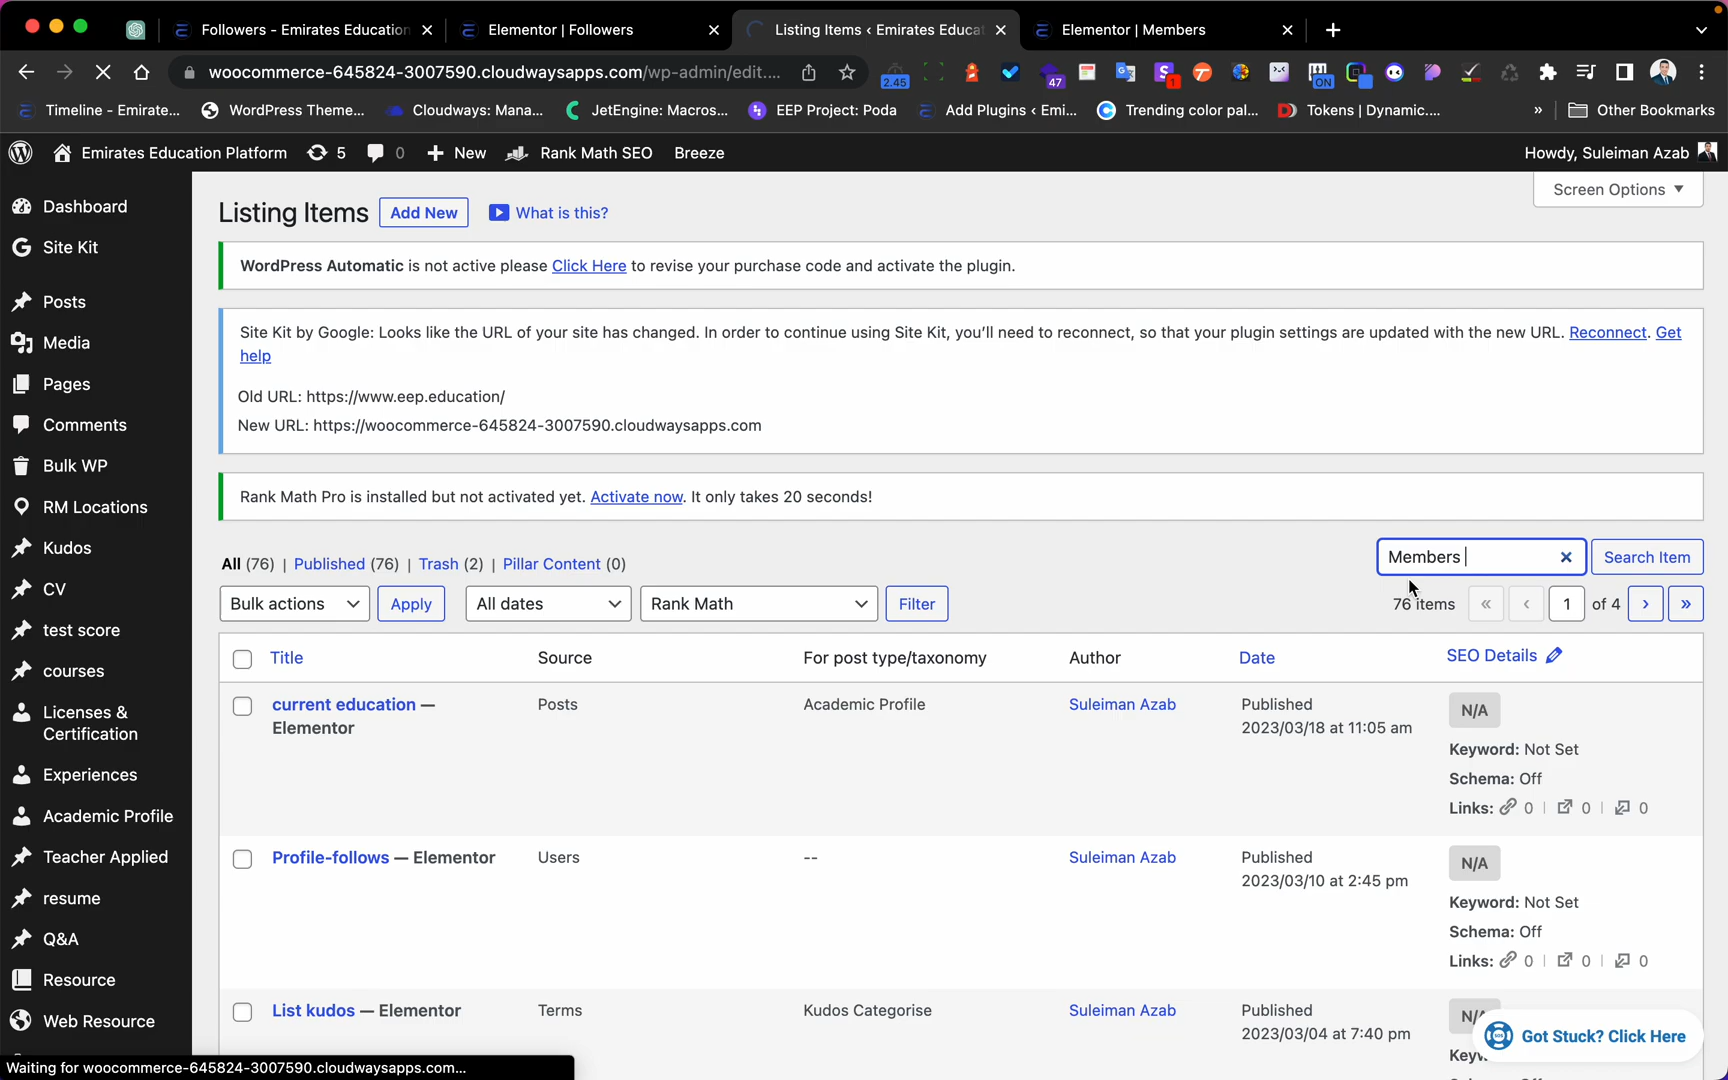 Followers - Emirates Education
Elementor | Followers
Listing Items ‹ Emirates Educat
Elementor | Members
woocommerce-645824-3007590.cloudwaysapps.com/wp-admin/edit....
2.45
47
1
ON
Timeline - Emirate...
WordPress Theme...
Cloudways: Mana...
JetEngine: Macros...
EEP Project: Poda
Add Plugins ‹ Emi...
Trending color pal...
Tokens | Dynamic....
»
Other Bookmarks
Emirates Education Platform
5
0
New
Rank Math SEO
Breeze
Howdy, Suleiman Azab
Dashboard
Site Kit
Posts
Media
Pages
Comments
Bulk WP
RM Locations
Kudos
CV
test score
courses
Licenses &
Certification
Experiences
Academic Profile
Teacher Applied
resume
Q&A
Resource
Web Resource
Screen Options
Listing Items
Add New
What is this?
WordPress Automatic is not active please Click Here to revise your purchase code and activate the plugin.
Site Kit by Google: Looks like the URL of your site has changed. In order to continue using Site Kit, you'll need to reconnect, so that your plugin settings are updated with the new URL. Reconnect. Get
help
Old URL: https://www.eep.education/
New URL: https://woocommerce-645824-3007590.cloudwaysapps.com
Rank Math Pro is installed but not activated yet. Activate now. It only takes 20 seconds!
All (76) | Published (76) | Trash (2) | Pillar Content (0)
Members
Search Item
Bulk actions
Apply
All dates
Rank Math
Filter
76 items
«
‹
1
of 4
›
»
Title
Source
For post type/taxonomy
Author
Date
SEO Details
current education —
Elementor
Posts
Academic Profile
Suleiman Azab
Published
2023/03/18 at 11:05 am
N/A
Keyword: Not Set
Schema: Off
Links: 0 | 0 | 0
Profile-follows — Elementor
Users
--
Suleiman Azab
Published
2023/03/10 at 2:45 pm
N/A
Keyword: Not Set
Schema: Off
Links: 0 | 0 | 0
List kudos — Elementor
Terms
Kudos Categorise
Suleiman Azab
Published
2023/03/04 at 7:40 pm
Got Stuck? Click Here
Waiting for woocommerce-645824-3007590.cloudwaysapps.com...